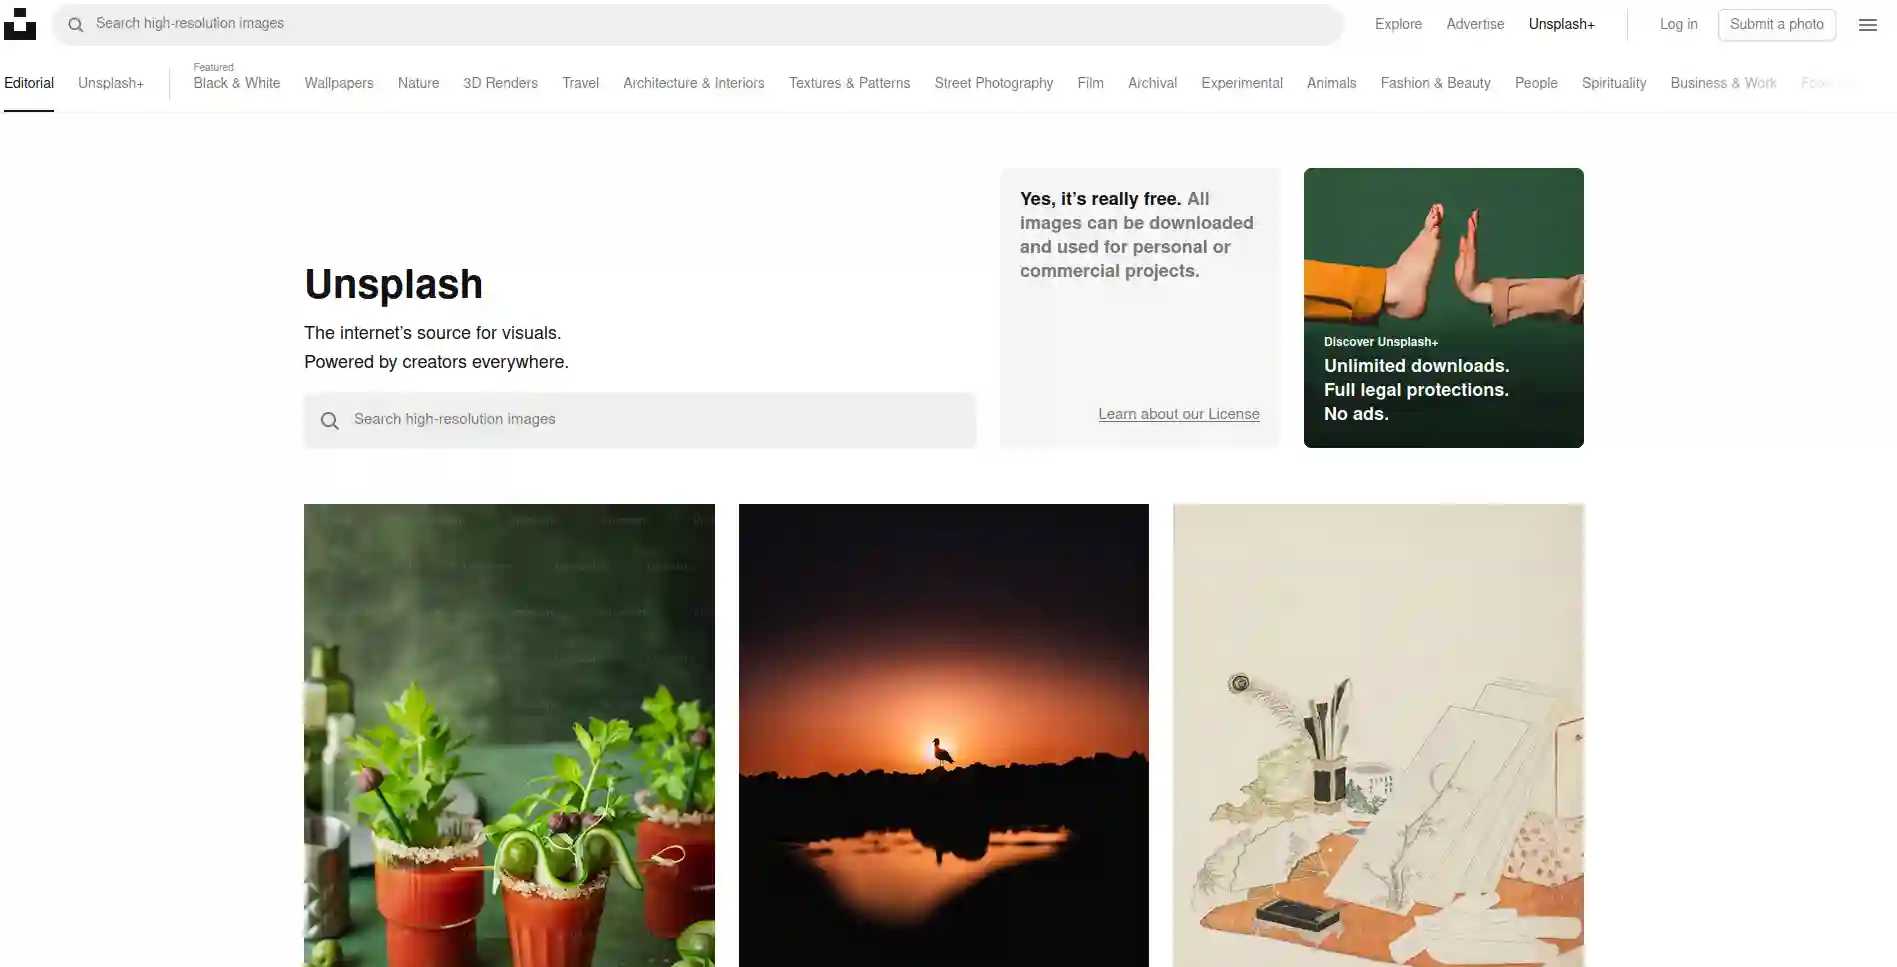 Search high-resolution images
Explore
Advertise
Unsplash+
Log in
Submit a photo
Editorial
Unsplash+
Featured
Black & White
Wallpapers
Nature
3D Renders
Travel
Architecture & Interiors
Textures & Patterns
Street Photography
Film
Archival
Experimental
Animals
Fashion & Beauty
People
Spirituality
Business & Work
Unsplash
The internet’s source for visuals.
Powered by creators everywhere.
Search high-resolution images
Yes, it’s really free. All
images can be downloaded
and used for personal or
commercial projects.
Learn about our License
Discover Unsplash+
Unlimited downloads.
Full legal protections.
No ads.